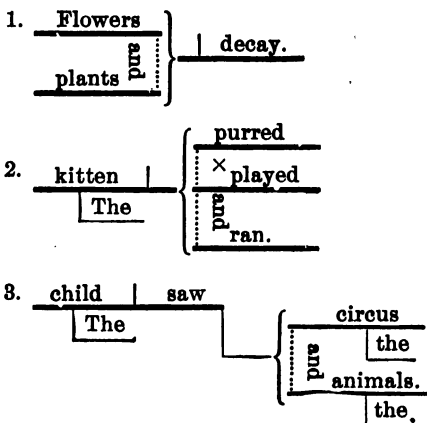 1. Flowers
and
plants
decay.
2. kitten
The
purred
× played
and
ran.
3. child saw
The
circus
the
and
animals.
the.